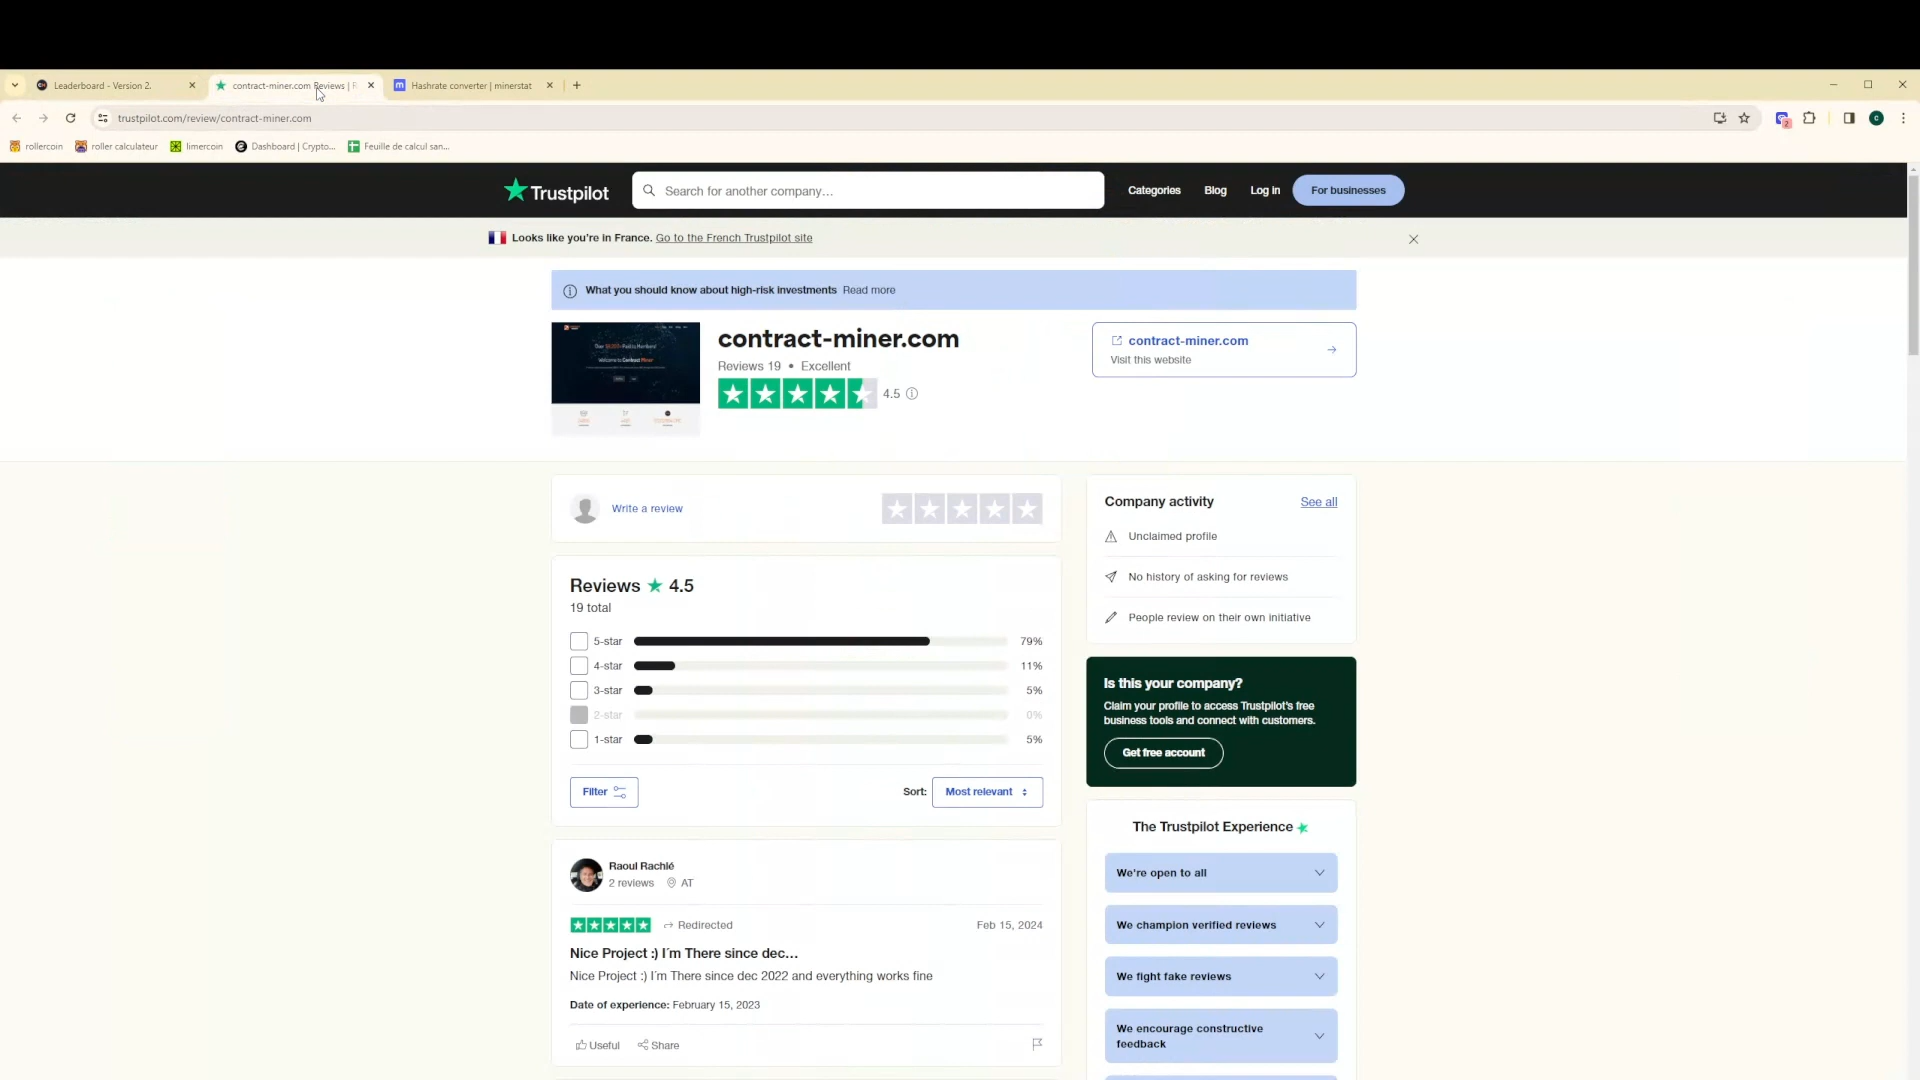 Leaderboard - Version 2.
contract-miner.com Reviews | R
Hashrate converter | minerstat
trustpilot.com/review/contract-miner.com
2
c
rollercoin
roller calculateur
limercoin
Dashboard | Crypto...
Feuille de calcul san...
Trustpilot
Search for another company...
Categories
Blog
Log in
For businesses
Looks like you're in France. Go to the French Trustpilot site
What you should know about high-risk investments Read more
contract-miner.com
Reviews 19 • Excellent
4.5
contract-miner.com
Visit this website
Write a review
Reviews ★ 4.5
19 total
5-star 79%
4-star 11%
3-star 5%
2-star 0%
1-star 5%
Filter
Sort: Most relevant
Raoul Rachlé
2 reviews AT
Redirected
Feb 15, 2024
Nice Project :) I´m There since dec…
Nice Project :) I´m There since dec 2022 and everything works fine
Date of experience: February 15, 2023
Useful
Share
Company activity
See all
Unclaimed profile
No history of asking for reviews
People review on their own initiative
Is this your company?
Claim your profile to access Trustpilot's free
business tools and connect with customers.
Get free account
The Trustpilot Experience
We're open to all
We champion verified reviews
We fight fake reviews
We encourage constructive
feedback